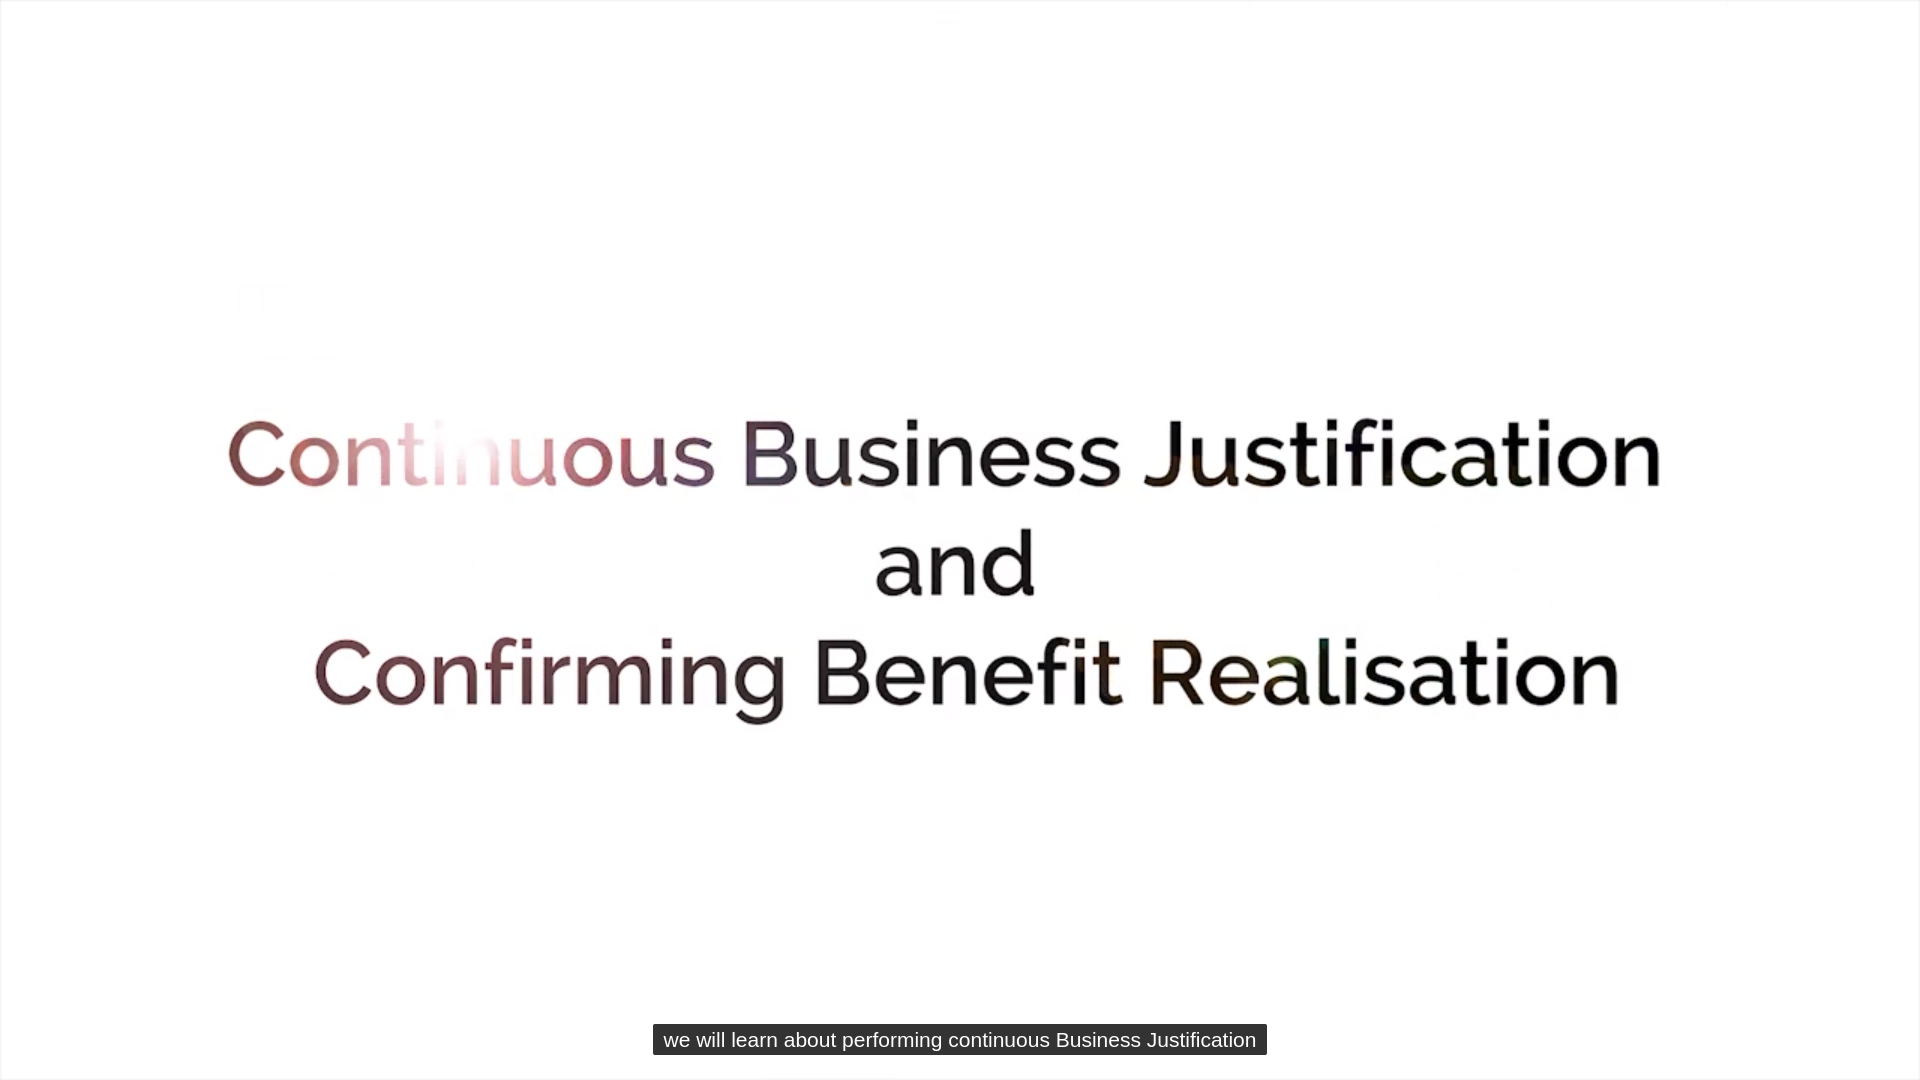 Continuous Business Justification
and
Confirming Benefit Realisation
we will learn about performing continuous Business Justification